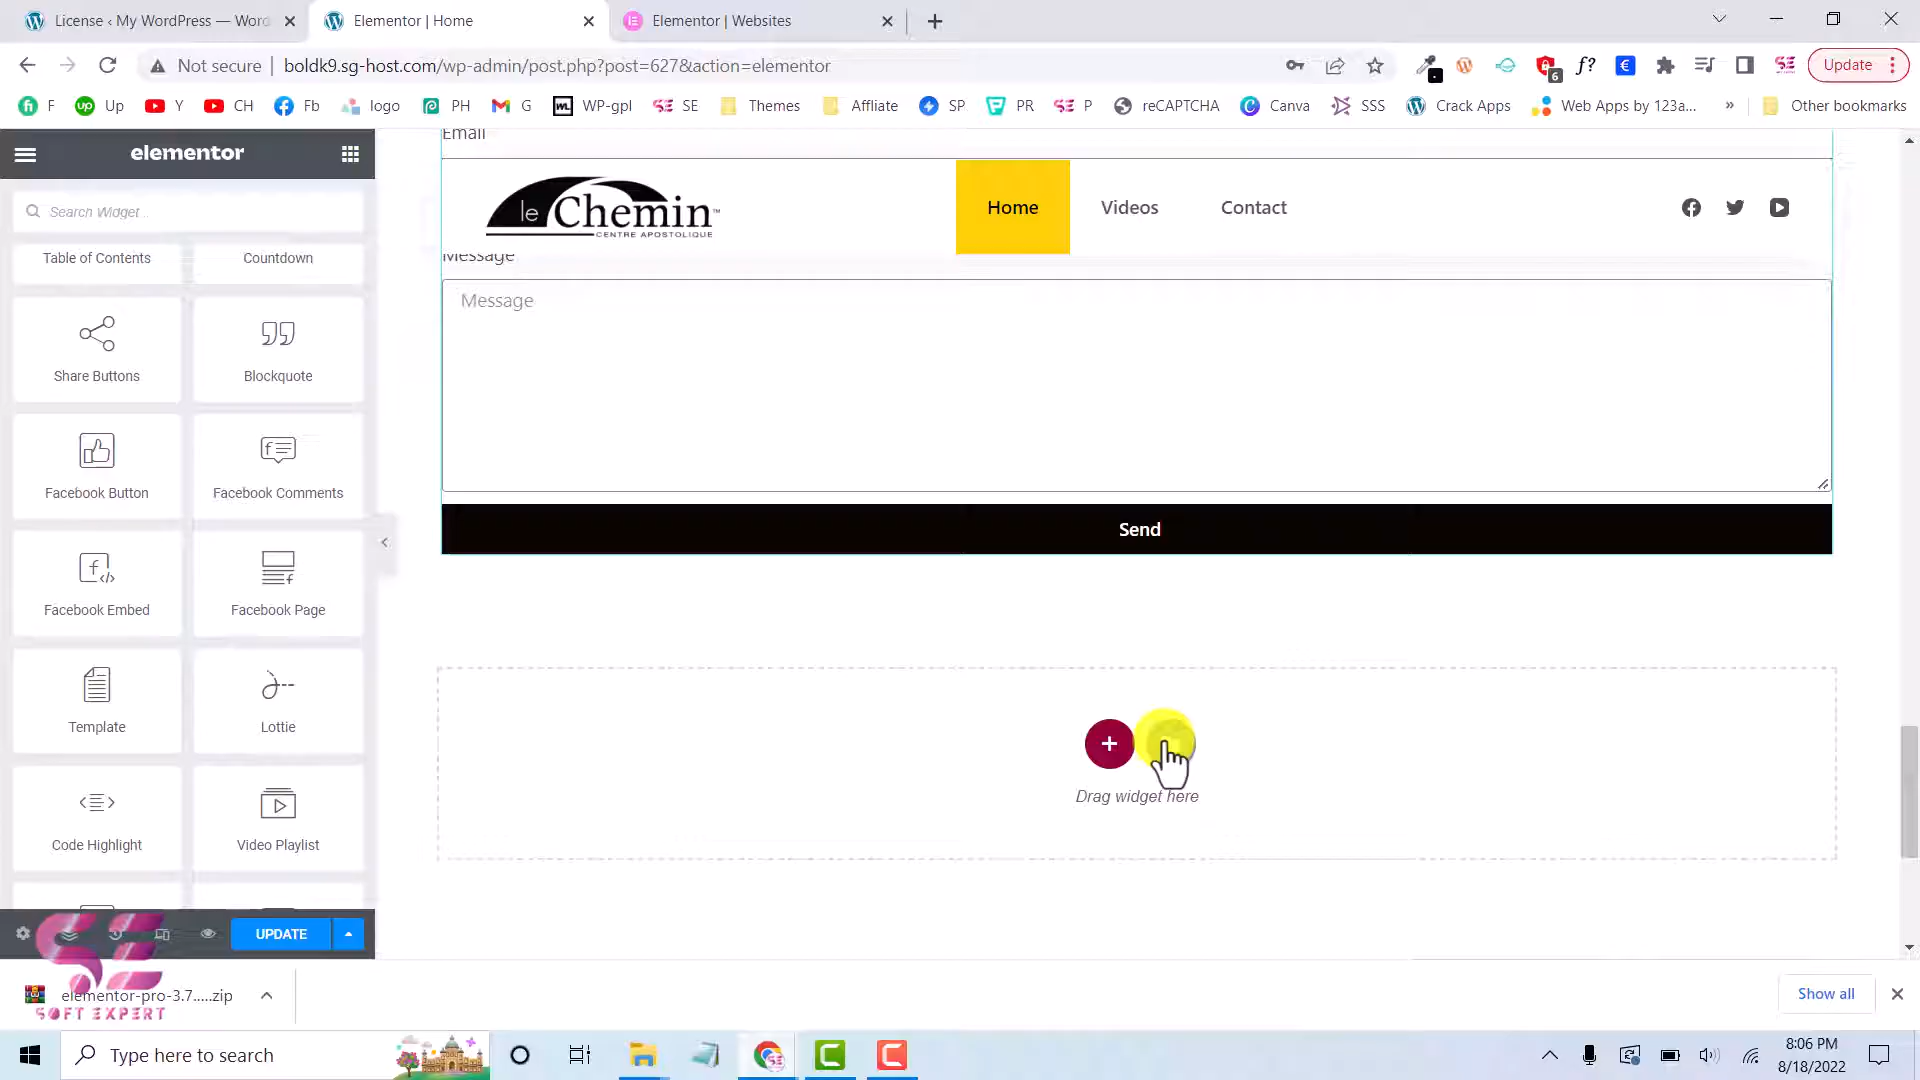 License ‹ My WordPress — Word
Elementor | Home
Elementor | Websites
Not secure
boldk9.sg-host.com/wp-admin/post.php?post=627&action=elementor
6
f?
SE
Update
F
Up
Y
CH
Fb
logo
PH
G
WP-gpl
SE
Themes
Affliate
SP
PR
P
reCAPTCHA
Canva
SSS
Crack Apps
Web Apps by 123a...
»
Other bookmarks
elementor
Search Widget...
Table of Contents
Countdown
Share Buttons
Blockquote
Facebook Button
Facebook Comments
Facebook Embed
Facebook Page
Template
Lottie
Code Highlight
Video Playlist
UPDATE
Email
le Chemin™
CENTRE APOSTOLIQUE
Home
Videos
Contact
Message
Message
Send
Drag widget here
SE
SOFT EXPERT
elementor-pro-3.7.....zip
Show all
Type here to search
8:06 PM
8/18/2022